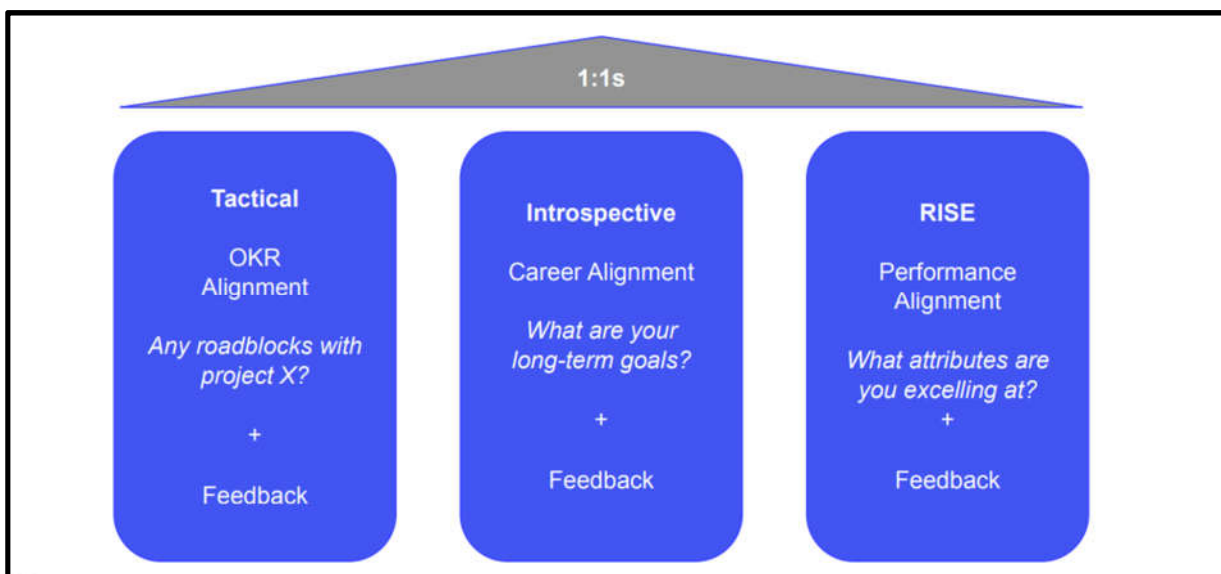 1:1s
Tactical
OKR
Alignment
Any roadblocks with
project X?
+
Feedback
Introspective
Career Alignment
What are your
long-term goals?
+
Feedback
RISE
Performance
Alignment
What attributes are
you excelling at?
+
Feedback